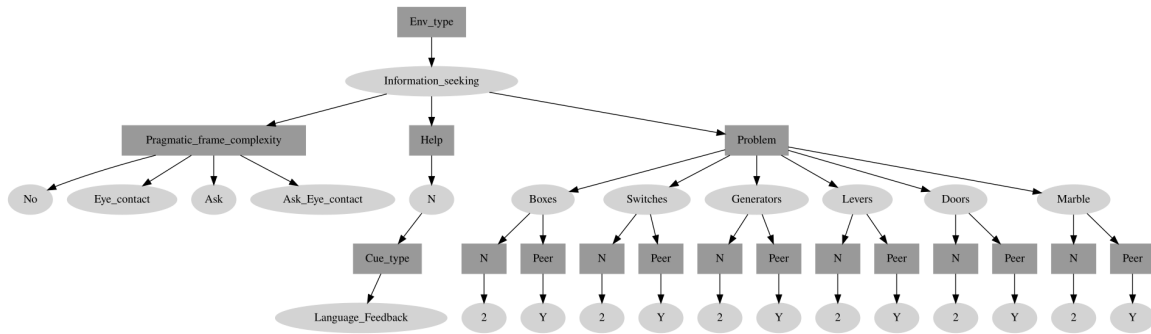 Env_type
Information_seeking
Pragmatic_frame_complexity Help Problem
No Eye_contact Ask Ask_Eye_contact N Boxes Switches Generators Levers Doors Marble
Cue_type N Peer N Peer N Peer N Peer N Peer N Peer
Language_Feedback 2 Y 2 Y 2 Y 2 Y 2 Y 2 Y